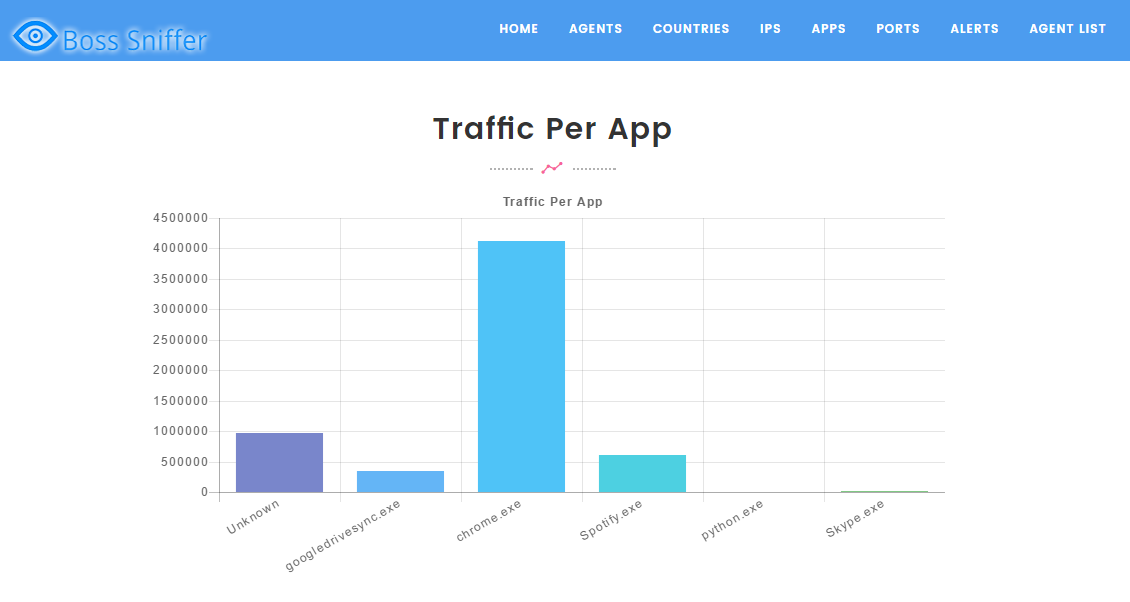 Boss Sniffer
HOME AGENTS COUNTRIES IPS APPS PORTS ALERTS AGENT LIST
Traffic Per App
Traffic Per App
4500000
4000000
3500000
3000000
2500000
2000000
1500000
1000000
500000
0
Unknown
googledrivesync.exe
chrome.exe
Spotify.exe
python.exe
Skype.exe